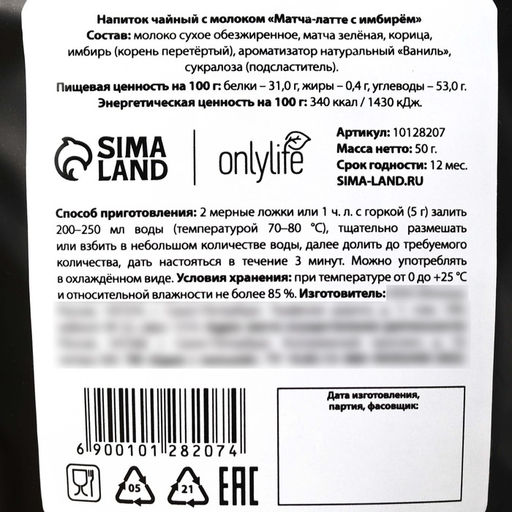 Напиток чайный с молоком «Матча-латте с имбирём»
Состав: молоко сухое обезжиренное, матча зелёная, корица,
имбирь (корень перетёртый), ароматизатор натуральный «Ваниль»,
сукралоза (подсластитель).
Пищевая ценность на 100 г: белки – 31,0 г, жиры – 0,4 г, углеводы – 53,0 г.
Энергетическая ценность на 100 г: 340 ккал / 1430 кДж.
SIMA
LAND
onlylife
Артикул: 10128207
Масса нетто: 50 г.
Срок годности: 12 мес.
SIMA-LAND.RU
Способ приготовления: 2 мерные ложки или 1 ч. л. с горкой (5 г) залить
200–250 мл воды (температурой 70–80 °С), тщательно размешать
или взбить в небольшом количестве воды, далее долить до требуемого
количества, дать настояться в течение 3 минут. Можно употреблять
в охлаждённом виде. Условия хранения: при температуре от 0 до +25 °С
и относительной влажности не более 85 %. Изготовитель:
6 900101 282074
Дата изготовления,
партия, фасовщик:
05
21
EAC